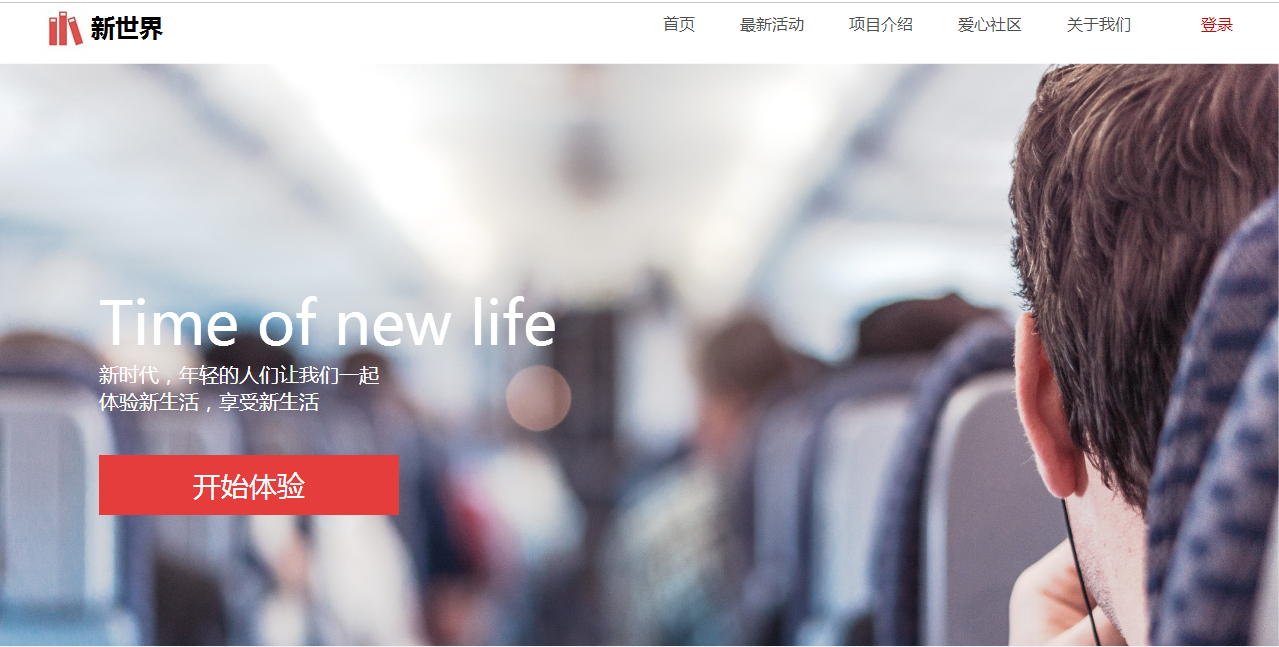 新世界
首页 最新活动 项目介绍 爱心社区 关于我们 登录
Time of new life
新时代，年轻的人们让我们一起
体验新生活，享受新生活
开始体验